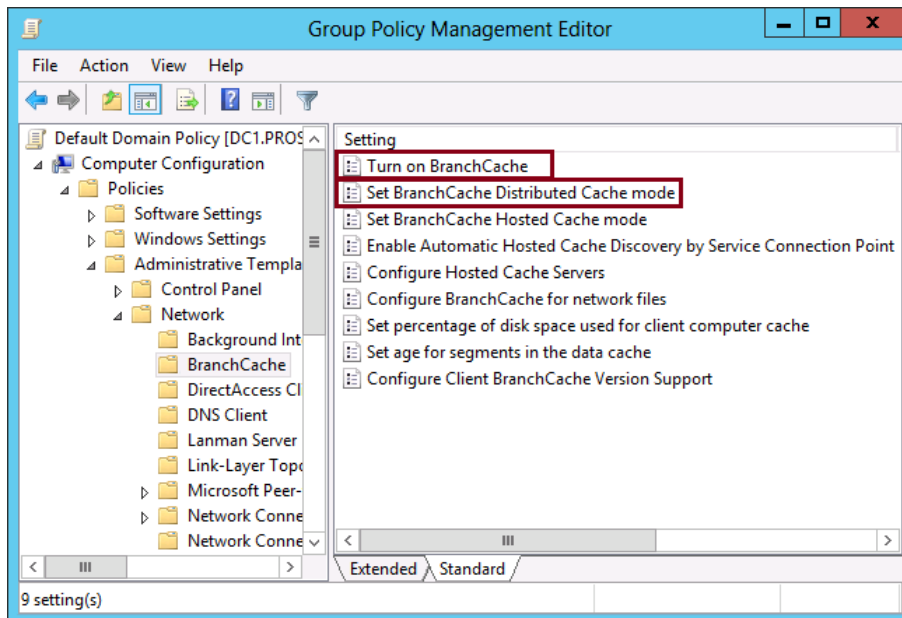 Group Policy Management Editor
File Action View Help
Default Domain Policy [DC1.PROS
Computer Configuration
Policies
Software Settings
Windows Settings
Administrative Templa
Control Panel
Network
Background Int
BranchCache
DirectAccess Cl
DNS Client
Lanman Server
Link-Layer Topo
Microsoft Peer-
Network Conne
Network Conne
Setting
Turn on BranchCache
Set BranchCache Distributed Cache mode
Set BranchCache Hosted Cache mode
Enable Automatic Hosted Cache Discovery by Service Connection Point
Configure Hosted Cache Servers
Configure BranchCache for network files
Set percentage of disk space used for client computer cache
Set age for segments in the data cache
Configure Client BranchCache Version Support
Extended Standard
9 setting(s)